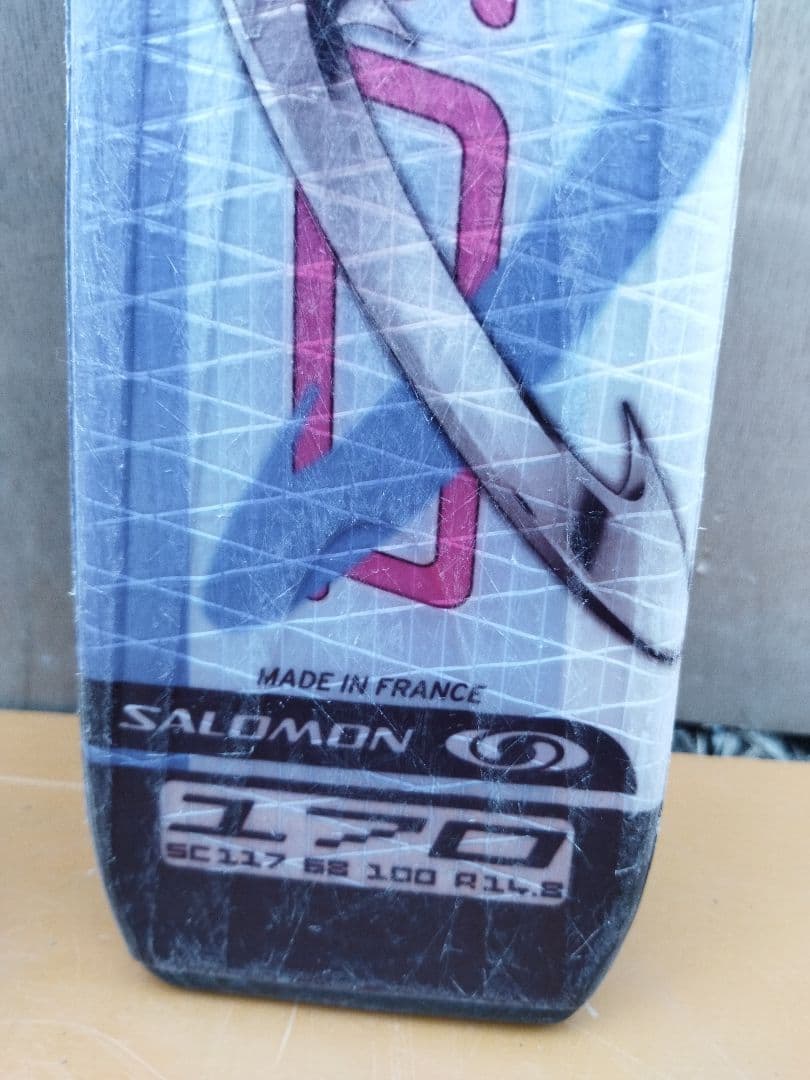 MADE IN FRANCE
SALOMON
170
SC117 68 100 R14.8